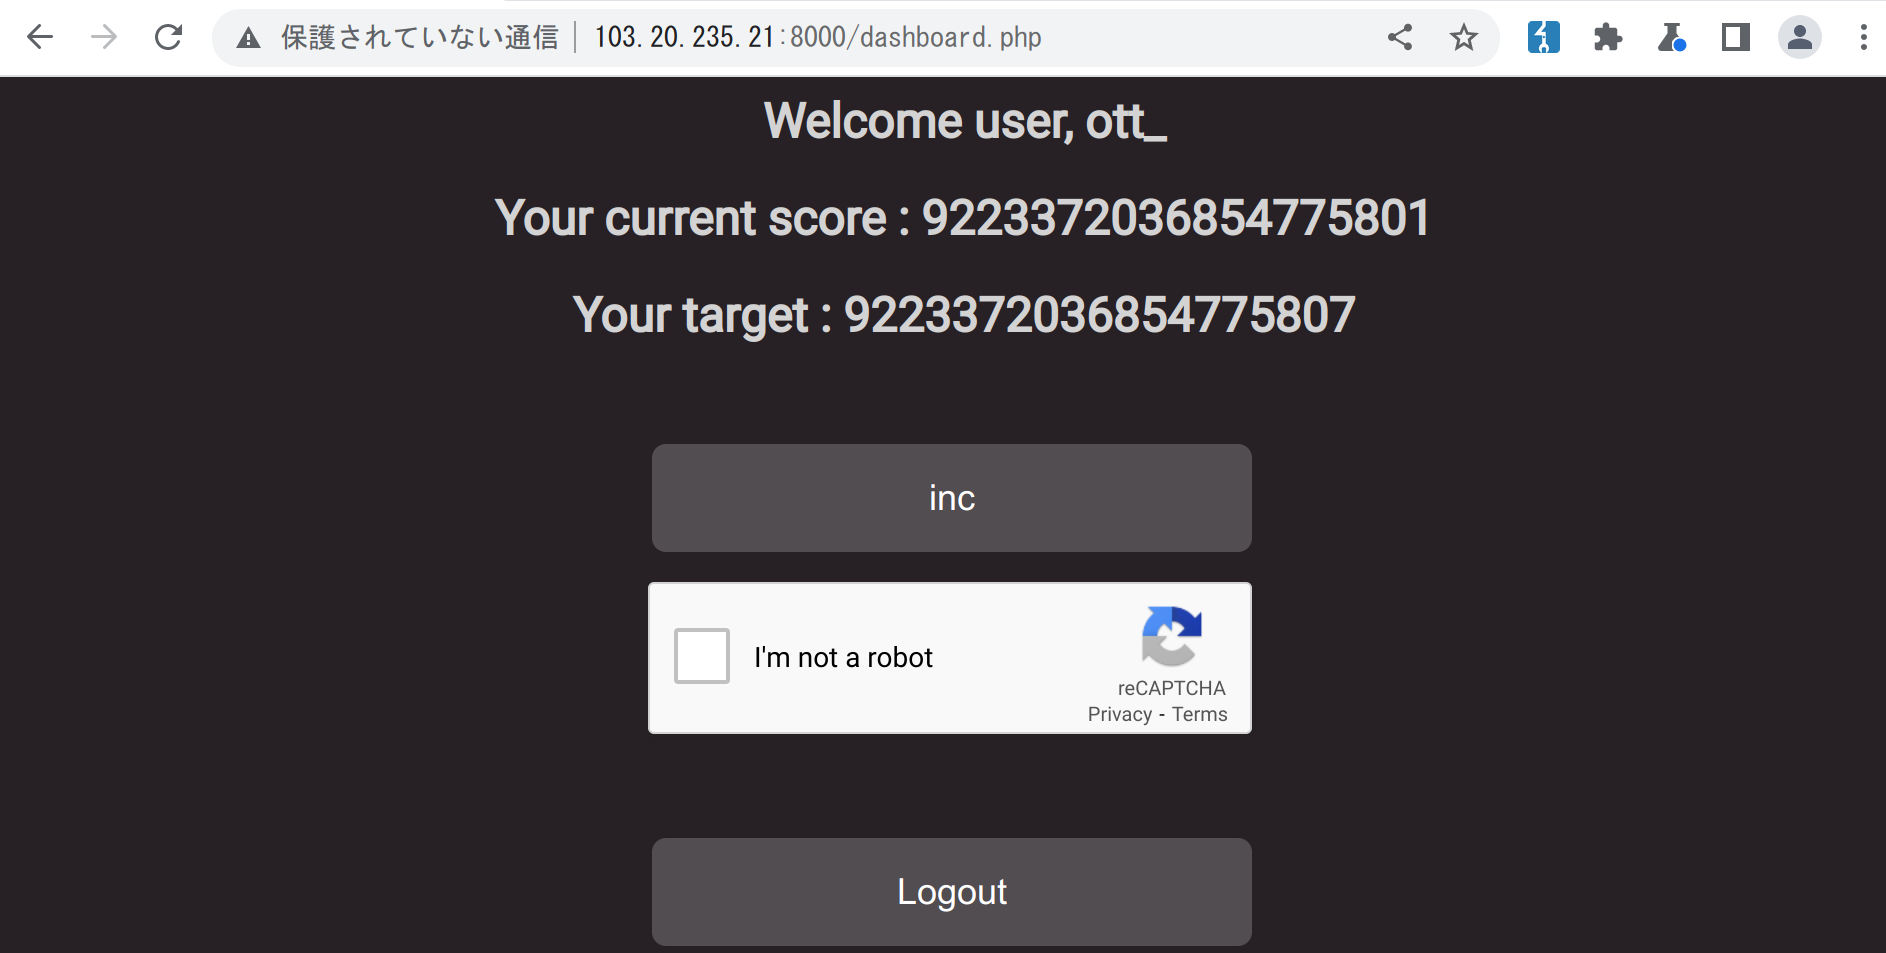 保護されていない通信 103.20.235.21:8000/dashboard.php
Welcome user, ott_
Your current score : 9223372036854775801
Your target : 9223372036854775807
inc
I'm not a robot
reCAPTCHA
Privacy - Terms
Logout